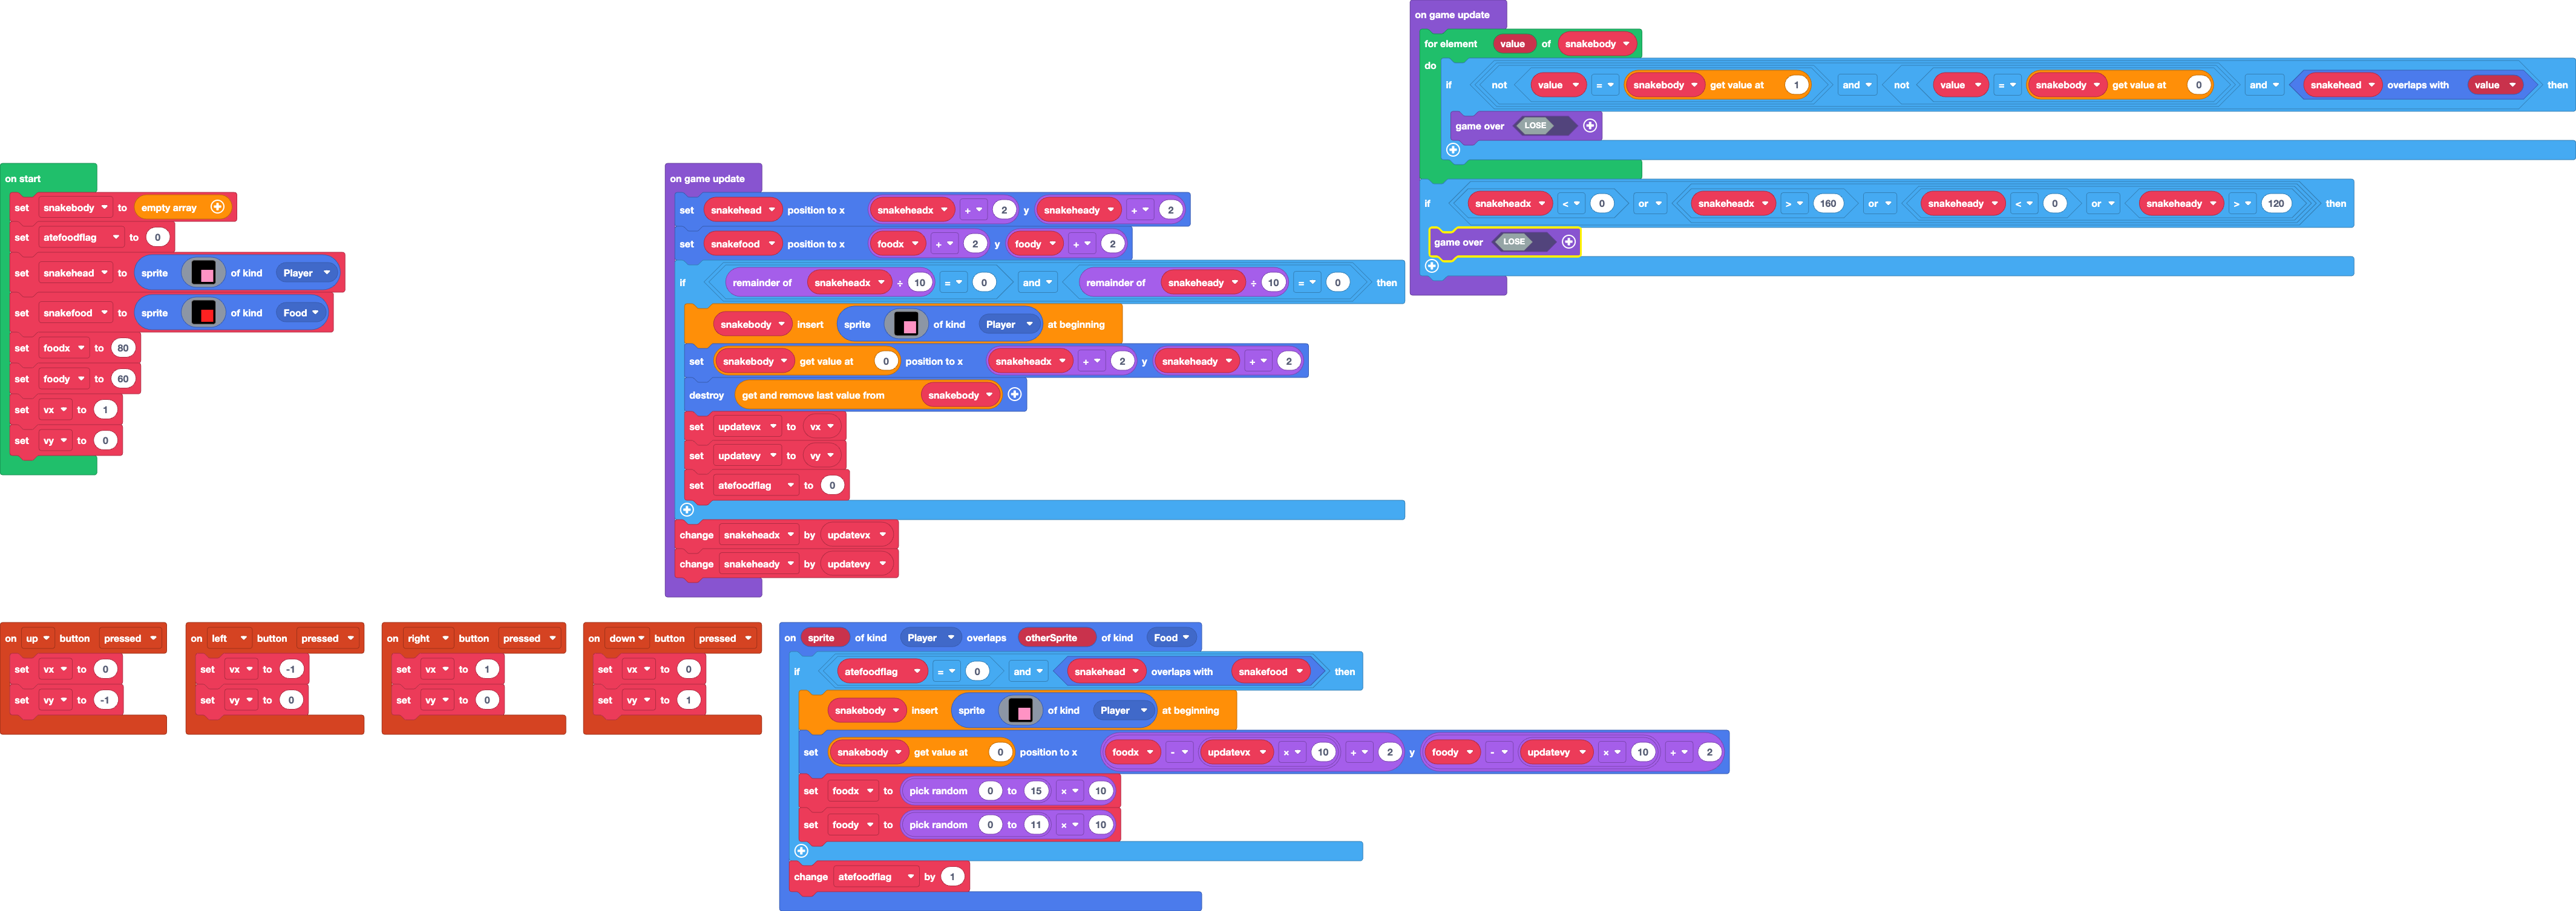 on start
set snakebody to empty array
set atefoodflag to 0
set snakehead to sprite of kind Player
set snakefood to sprite of kind Food
set foodx to 80
set foody to 60
set vx to 1
set vy to 0
on game update
set snakehead position to x snakeheadx + 2 y snakeheady + 2
set snakefood position to x foodx + 2 y foody + 2
if remainder of snakeheadx ÷ 10 = 0 and remainder of snakeheady ÷ 10 = 0 then
snakebody insert sprite of kind Player at beginning
set snakebody get value at 0 position to x snakeheadx + 2 y snakeheady + 2
destroy get and remove last value from snakebody
set updatevx to vx
set updatevy to vy
set atefoodflag to 0
change snakeheadx by updatevx
change snakeheady by updatevy
on game update
for element value of snakebody
do
if not value = snakebody get value at 1 and not value = snakebody get value at 0 and snakehead overlaps with value then
game over LOSE
if snakeheadx < 0 or snakeheadx > 160 or snakeheady < 0 or snakeheady > 120 then
game over LOSE
on up button pressed
set vx to 0
set vy to -1
on left button pressed
set vx to -1
set vy to 0
on right button pressed
set vx to 1
set vy to 0
on down button pressed
set vx to 0
set vy to 1
on sprite of kind Player overlaps otherSprite of kind Food
if atefoodflag = 0 and snakehead overlaps with snakefood then
snakebody insert sprite of kind Player at beginning
set snakebody get value at 0 position to x foodx - updatevx × 10 + 2 y foody - updatevy × 10 + 2
set foodx to pick random 0 to 15 × 10
set foody to pick random 0 to 11 × 10
change atefoodflag by 1